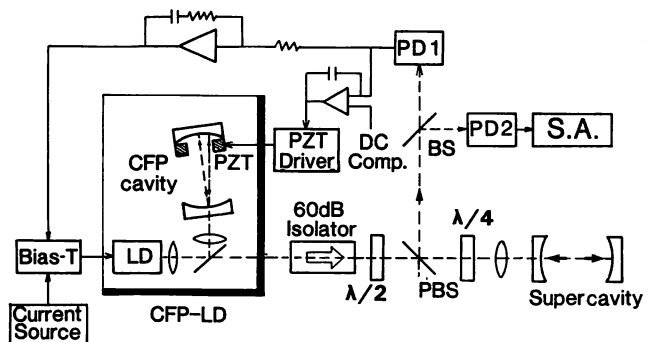 PD1
PD2
S.A.
BS
DC
Comp.
PZT
Driver
PZT
CFP
cavity
60dB
Isolator
λ/4
Bias-T
LD
λ/2
PBS
Supercavity
Current
Source
CFP-LD